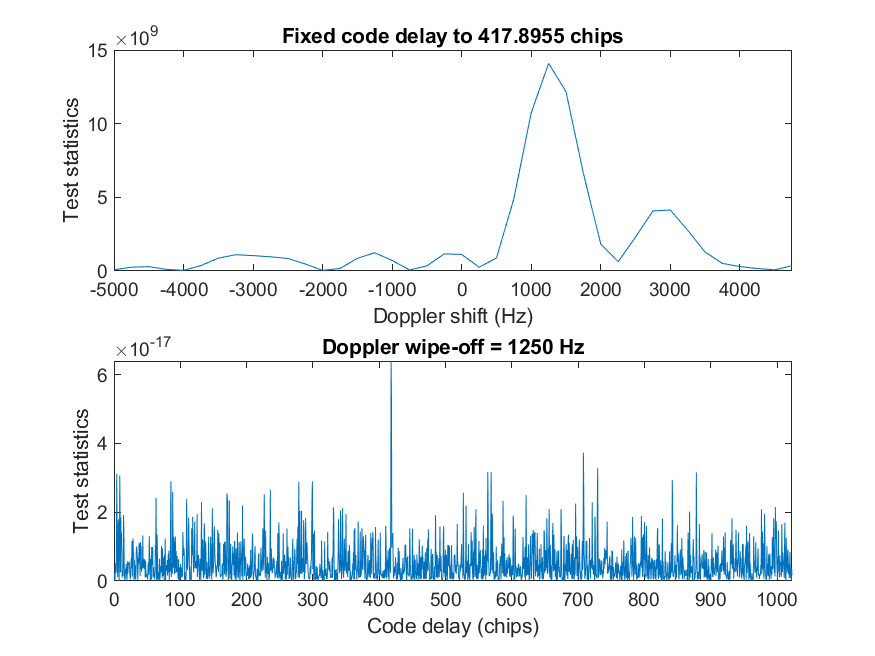 Fixed code delay to 417.8955 chips
×10^9
15
10
5
0
Test statistics
-5000 -4000 -3000 -2000 -1000 0 1000 2000 3000 4000
Doppler shift (Hz)
Doppler wipe-off = 1250 Hz
×10^-17
6
4
2
0
Test statistics
0 100 200 300 400 500 600 700 800 900 1000
Code delay (chips)